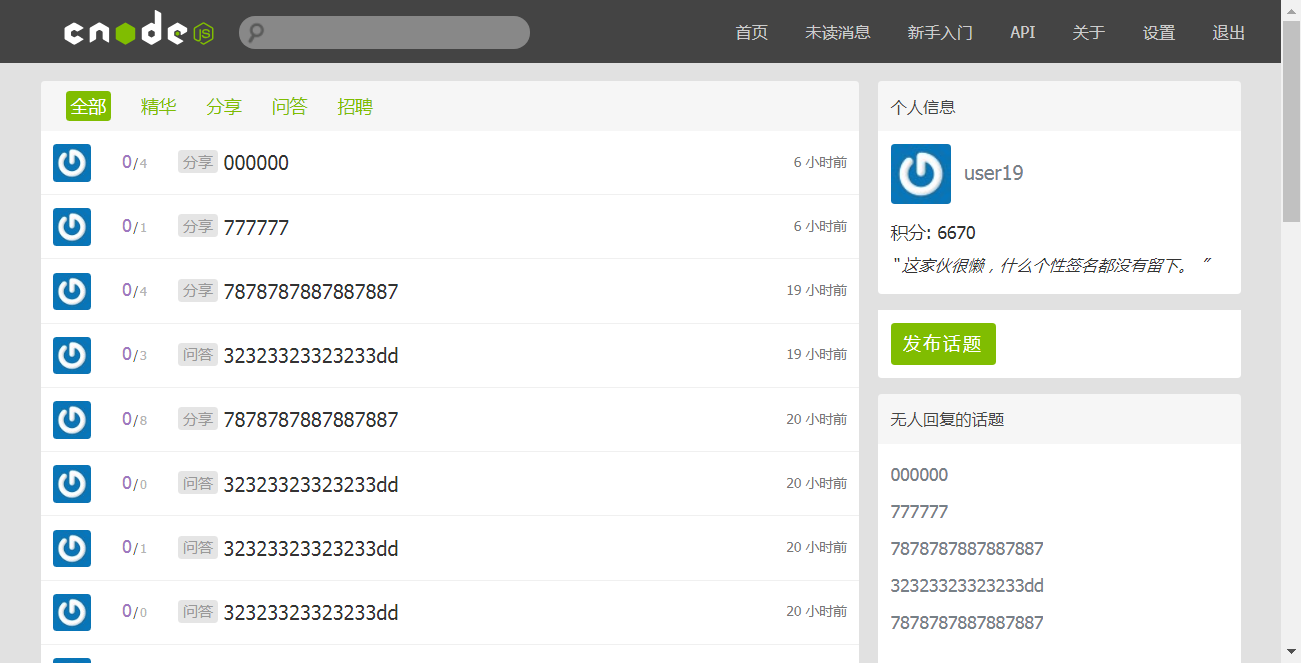 cnode JS
首页 未读消息 新手入门 API 关于 设置 退出
全部 精华 分享 问答 招聘
0/4 分享 000000 6 小时前
0/1 分享 777777 6 小时前
0/4 分享 7878787887887887 19 小时前
0/3 问答 32323323323233dd 19 小时前
0/8 分享 7878787887887887 20 小时前
0/0 问答 32323323323233dd 20 小时前
0/1 问答 32323323323233dd 20 小时前
0/0 问答 32323323323233dd 20 小时前
个人信息
user19
积分: 6670
" 这家伙很懒，什么个性签名都没有留下。 "
发布话题
无人回复的话题
000000
777777
7878787887887887
32323323323233dd
7878787887887887